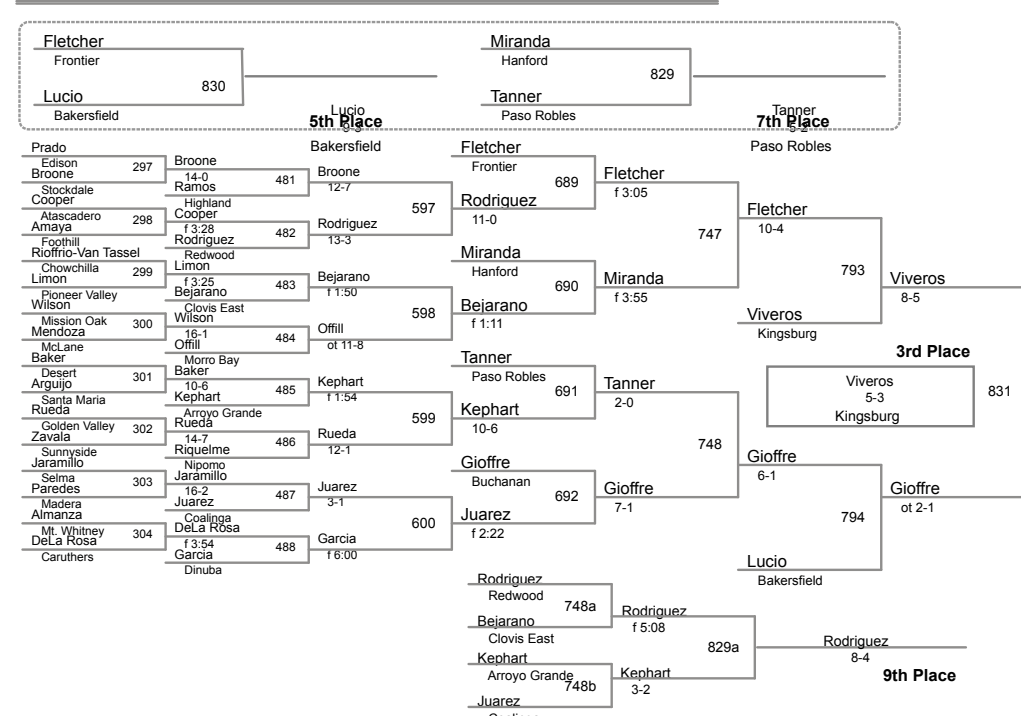 Fletcher
Frontier
830
Lucio
Bakersfield
Lucio
9-3
5th Place
Bakersfield
Miranda
Hanford
829
Tanner
Paso Robles
Tanner
5-2
7th Place
Paso Robles
Prado
Edison
297
Broone
Stockdale
Cooper
Atascadero
298
Amaya
Foothill
Rioffrio-Van Tassel
Chowchilla
299
Limon
Pioneer Valley
Wilson
Mission Oak
300
Mendoza
McLane
Baker
Desert
301
Arguijo
Santa Maria
Rueda
Golden Valley
302
Zavala
Sunnyside
Jaramillo
Selma
303
Paredes
Madera
Almanza
Mt. Whitney
304
DeLa Rosa
Caruthers
Broone
14-0
481
Ramos
Highland
Cooper
f 3:28
482
Rodriguez
Redwood
Limon
f 3:25
483
Bejarano
Clovis East
Wilson
16-1
484
Offill
Morro Bay
Baker
10-6
485
Kephart
Arroyo Grande
Rueda
14-7
486
Riquelme
Nipomo
Jaramillo
16-2
487
Juarez
Coalinga
DeLa Rosa
f 3:54
488
Garcia
Dinuba
Broone
12-7
597
Rodriguez
13-3
Bejarano
f 1:50
598
Offill
ot 11-8
Kephart
f 1:54
599
Rueda
12-1
Juarez
3-1
600
Garcia
f 6:00
Fletcher
Frontier
689
Rodriguez
11-0
Miranda
Hanford
690
Bejarano
f 1:11
Tanner
Paso Robles
691
Kephart
10-6
Gioffre
Buchanan
692
Juarez
f 2:22
Fletcher
f 3:05
747
Miranda
f 3:55
Tanner
2-0
748
Gioffre
7-1
Fletcher
10-4
793
Viveros
Kingsburg
Gioffre
6-1
794
Lucio
Bakersfield
Viveros
8-5
3rd Place
Viveros
5-3
Kingsburg
831
Gioffre
ot 2-1
Rodriguez
Redwood
748a
Bejarano
Clovis East
Kephart
Arroyo Grande
748b
Juarez
Coalinga
Rodriguez
f 5:08
829a
Kephart
3-2
Rodriguez
8-4
9th Place